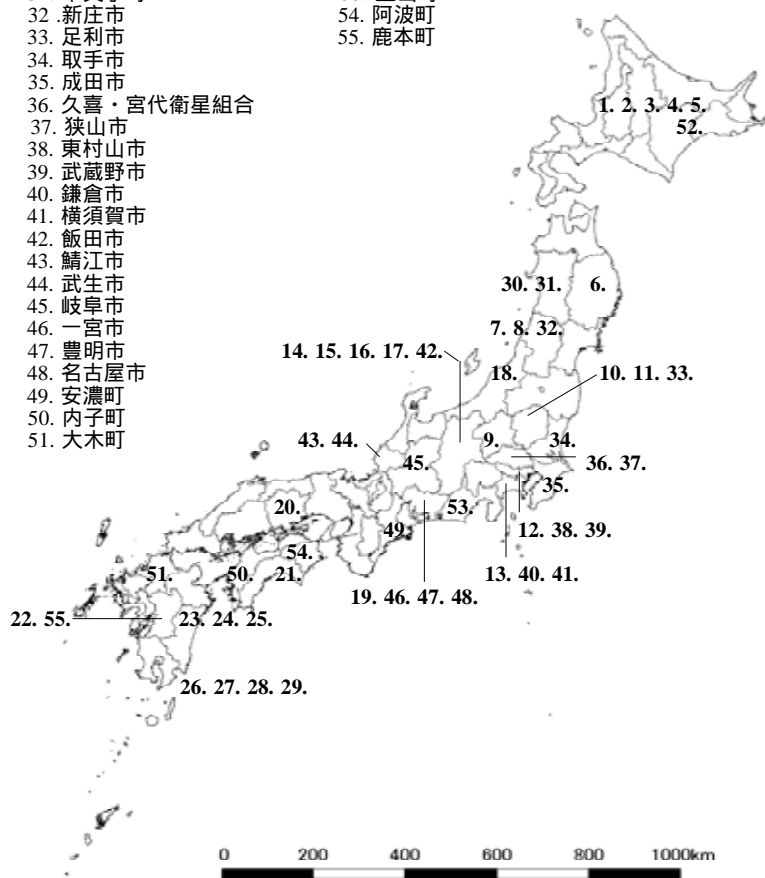 32 .新庄市
33. 足利市
34. 取手市
35. 成田市
36. 久喜・宮代衛星組合
37. 狭山市
38. 東村山市
39. 武蔵野市
40. 鎌倉市
41. 横須賀市
42. 飯田市
43. 鯖江市
44. 武生市
45. 岐阜市
46. 一宮市
47. 豊明市
48. 名古屋市
49. 安濃町
50. 内子町
51. 大木町
54. 阿波町
55. 鹿本町
1. 2. 3. 4. 5.
52.
30. 31.
6.
7. 8. 32.
14. 15. 16. 17. 42.
18.
10. 11. 33.
43. 44.
9.
34.
45.
36. 37.
35.
20.
53.
49.
12. 38. 39.
54.
51.
50.
21.
13. 40. 41.
19. 46. 47. 48.
22. 55.
23. 24. 25.
26. 27. 28. 29.
0 200 400 600 800 1000km